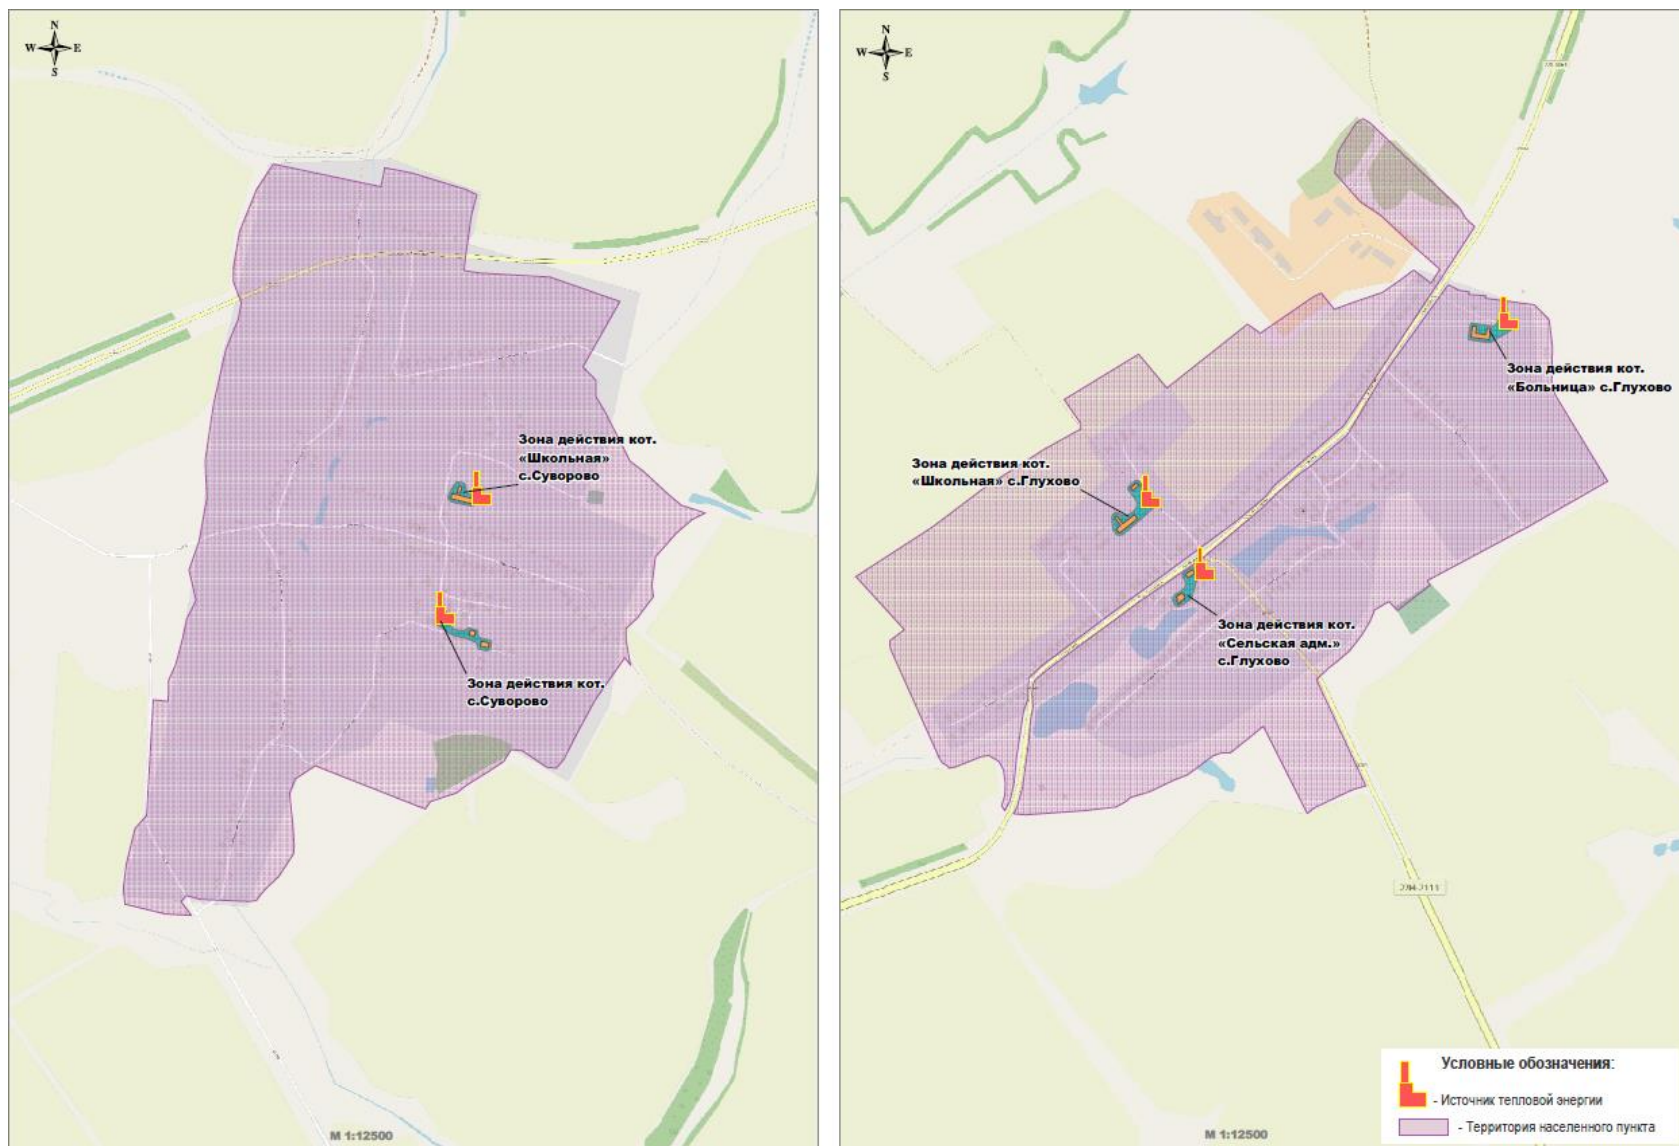 N
W E
S
Зона действия кот.
«Школьная»
с.Суворово
Зона действия кот.
с.Суворово
М 1:12500
N
W E
S
Зона действия кот.
«Больница» с.Глухово
Зона действия кот.
«Школьная» с.Глухово
Зона действия кот.
«Сельская адм.»
с.Глухово
М 1:12500
Условные обозначения:
- Источник тепловой энергии
- Территория населенного пункта